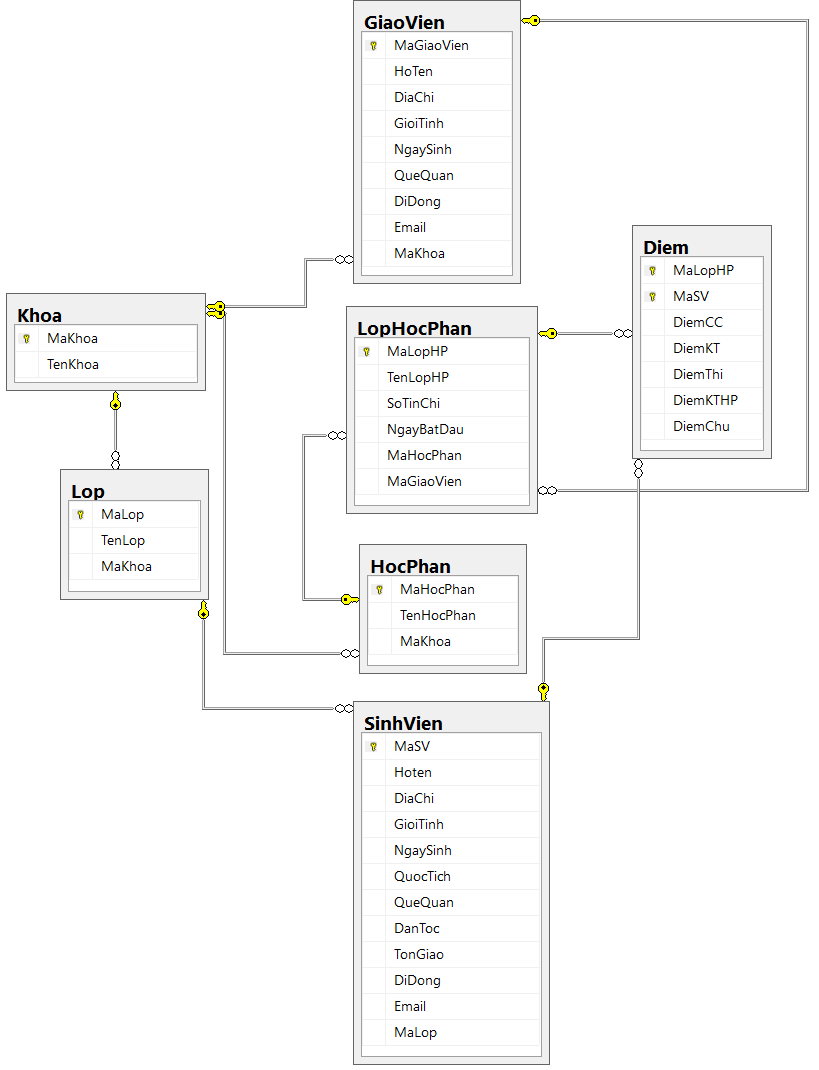 GiaoVien
MaGiaoVien
HoTen
DiaChi
GioiTinh
NgaySinh
QueQuan
DiDong
Email
MaKhoa
Diem
MaLopHP
MaSV
DiemCC
DiemKT
DiemThi
DiemKTHP
DiemChu
Khoa
MaKhoa
TenKhoa
LopHocPhan
MaLopHP
TenLopHP
SoTinChi
NgayBatDau
MaHocPhan
MaGiaoVien
Lop
MaLop
TenLop
MaKhoa
HocPhan
MaHocPhan
TenHocPhan
MaKhoa
SinhVien
MaSV
Hoten
DiaChi
GioiTinh
NgaySinh
QuocTich
QueQuan
DanToc
TonGiao
DiDong
Email
MaLop